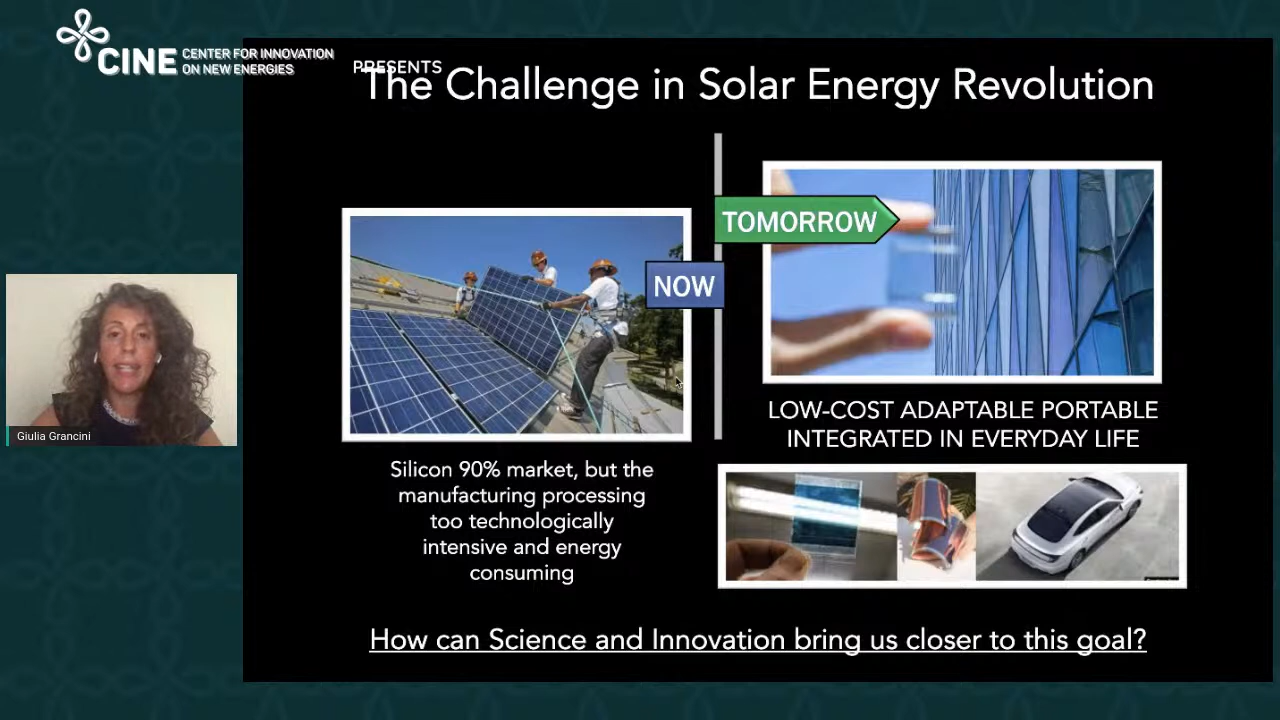 CINE
CENTER FOR INNOVATION
ON NEW ENERGIES
PRESENTS
The Challenge in Solar Energy Revolution
TOMORROW
NOW
Giulia Grancini
LOW-COST ADAPTABLE PORTABLE
INTEGRATED IN EVERYDAY LIFE
Silicon 90% market, but the
manufacturing processing
too technologically
intensive and energy
consuming
How can Science and Innovation bring us closer to this goal?